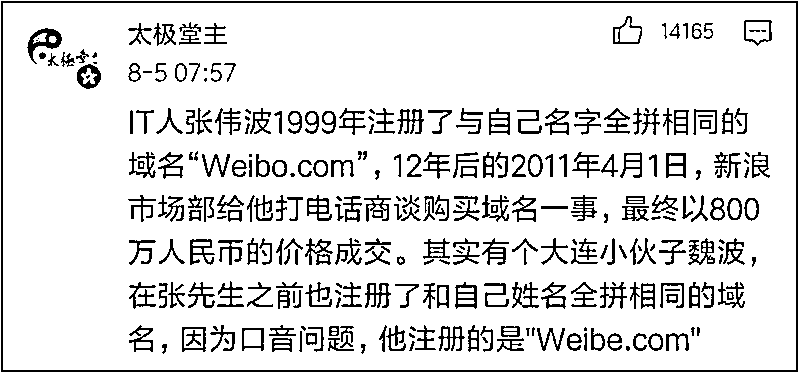 太极堂主
14165
8-5 07:57
IT人张伟波1999年注册了与自己名字全拼相同的
域名“Weibo.com”，12年后的2011年4月1日，新浪
市场部给他打电话商谈购买域名一事，最终以800
万人民币的价格成交。其实有个大连小伙子魏波，
在张先生之前也注册了和自己姓名全拼相同的域
名，因为口音问题，他注册的是"Weibe.com"